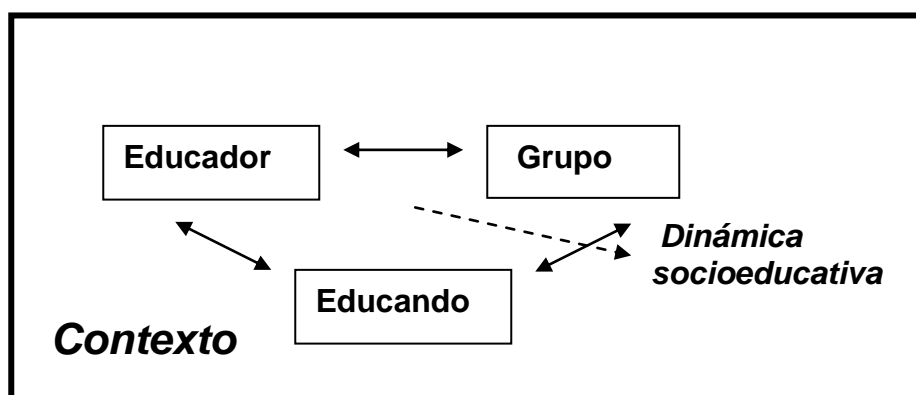 Educador
Grupo
Dinámica
socioeducativa
Educando
Contexto